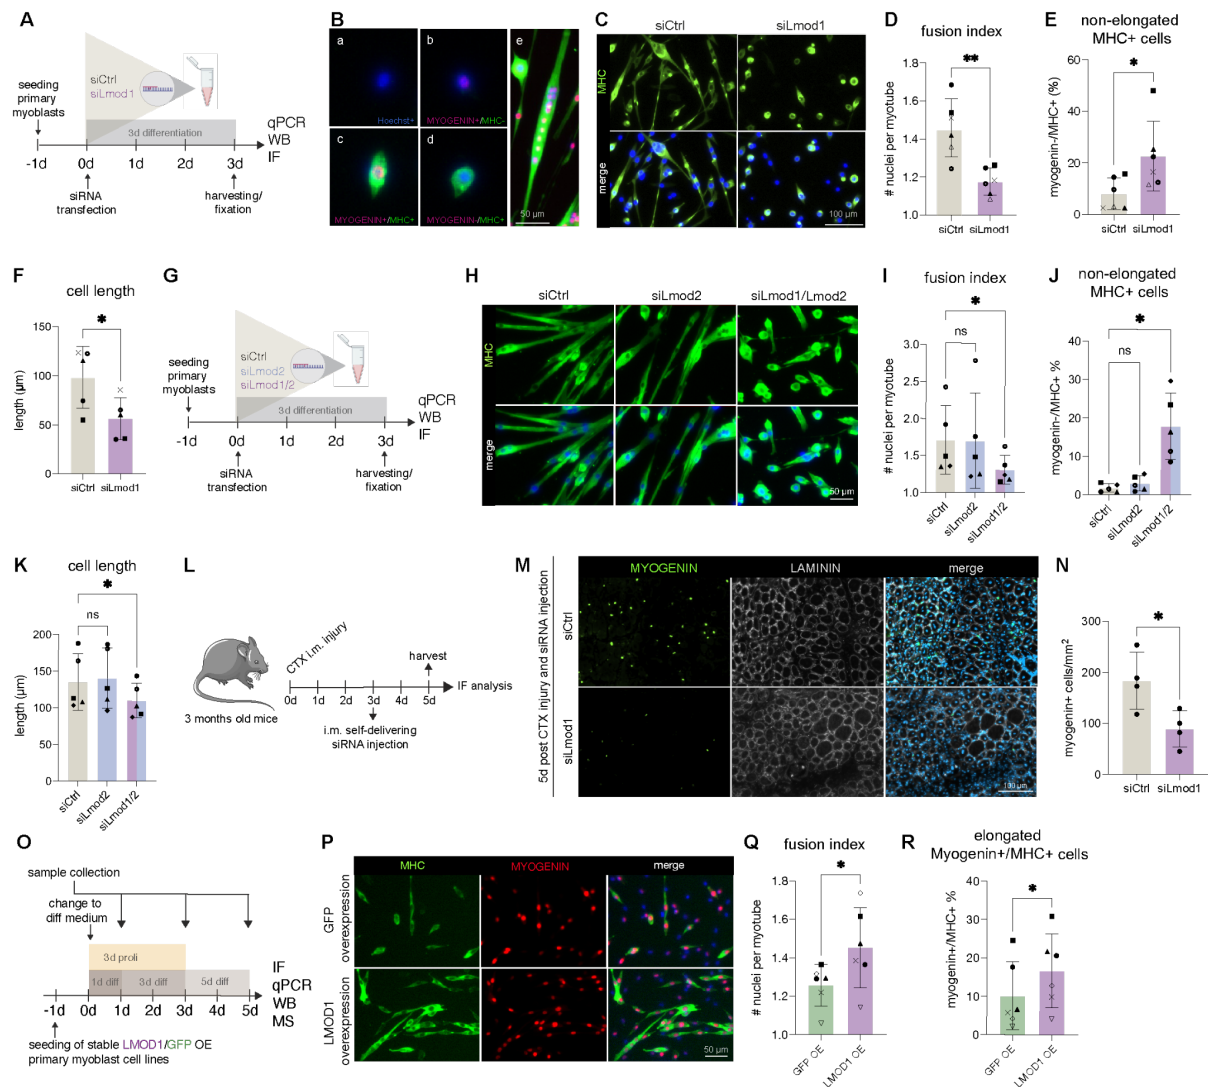 A
siCtrl
siLmod1
seeding
primary
myoblasts
3d differentiation
qPCR
WB
IF
-1d
0d
1d
2d
3d
siRNA
transfection
harvesting/
fixation
B
a
b
e
Hoechst+
MYOGENIN+/MHC-
c
d
MYOGENIN+/MHC+
MYOGENIN-/MHC+
50 µm
C
siCtrl
siLmod1
MHC
merge
100 µm
D
fusion index
**
# nuclei per myotube
1.8
1.6
1.4
1.2
1.0
siCtrl
siLmod1
E
non-elongated
MHC+ cells
*
myogenin-/MHC+ (%)
60
40
20
0
siCtrl
siLmod1
F
cell length
*
length (µm)
150
100
50
0
siCtrl
siLmod1
G
siCtrl
siLmod2
siLmod1/2
seeding
primary
myoblasts
3d differentiation
qPCR
WB
IF
-1d
0d
1d
2d
3d
siRNA
transfection
harvesting/
fixation
H
siCtrl
siLmod2
siLmod1/Lmod2
MHC
merge
50 µm
I
fusion index
*
ns
# nuclei per myotube
3.0
2.5
2.0
1.5
1.0
siCtrl
siLmod2
siLmod1/2
J
non-elongated
MHC+ cells
*
ns
myogenin-/MHC+ %
40
30
20
10
0
siCtrl
siLmod2
siLmod1/2
K
cell length
*
ns
length (µm)
200
150
100
50
0
siCtrl
siLmod2
siLmod1/2
L
CTX i.m. injury
harvest
0d
1d
2d
3d
4d
5d
IF analysis
3 months old mice
i.m. self-delivering
siRNA injection
M
MYOGENIN
LAMININ
merge
5d post CTX injury and siRNA injection
siCtrl
siLmod1
100 µm
N
*
myogenin+ cells/mm²
300
200
100
0
siCtrl
siLmod1
O
sample collection
change to
diff medium
3d proli
1d diff
3d diff
5d diff
IF
qPCR
WB
MS
-1d
0d
1d
2d
3d
4d
5d
seeding of stable LMOD1/GFP OE
primary myoblast cell lines
P
MHC
MYOGENIN
merge
GFP
overexpression
LMOD1
overexpression
50 µm
Q
fusion index
*
# nuclei per myotube
1.8
1.6
1.4
1.2
1.0
GFP OE
LMOD1 OE
R
elongated
Myogenin+/MHC+ cells
*
myogenin+/MHC+ %
40
30
20
10
0
GFP OE
LMOD1 OE